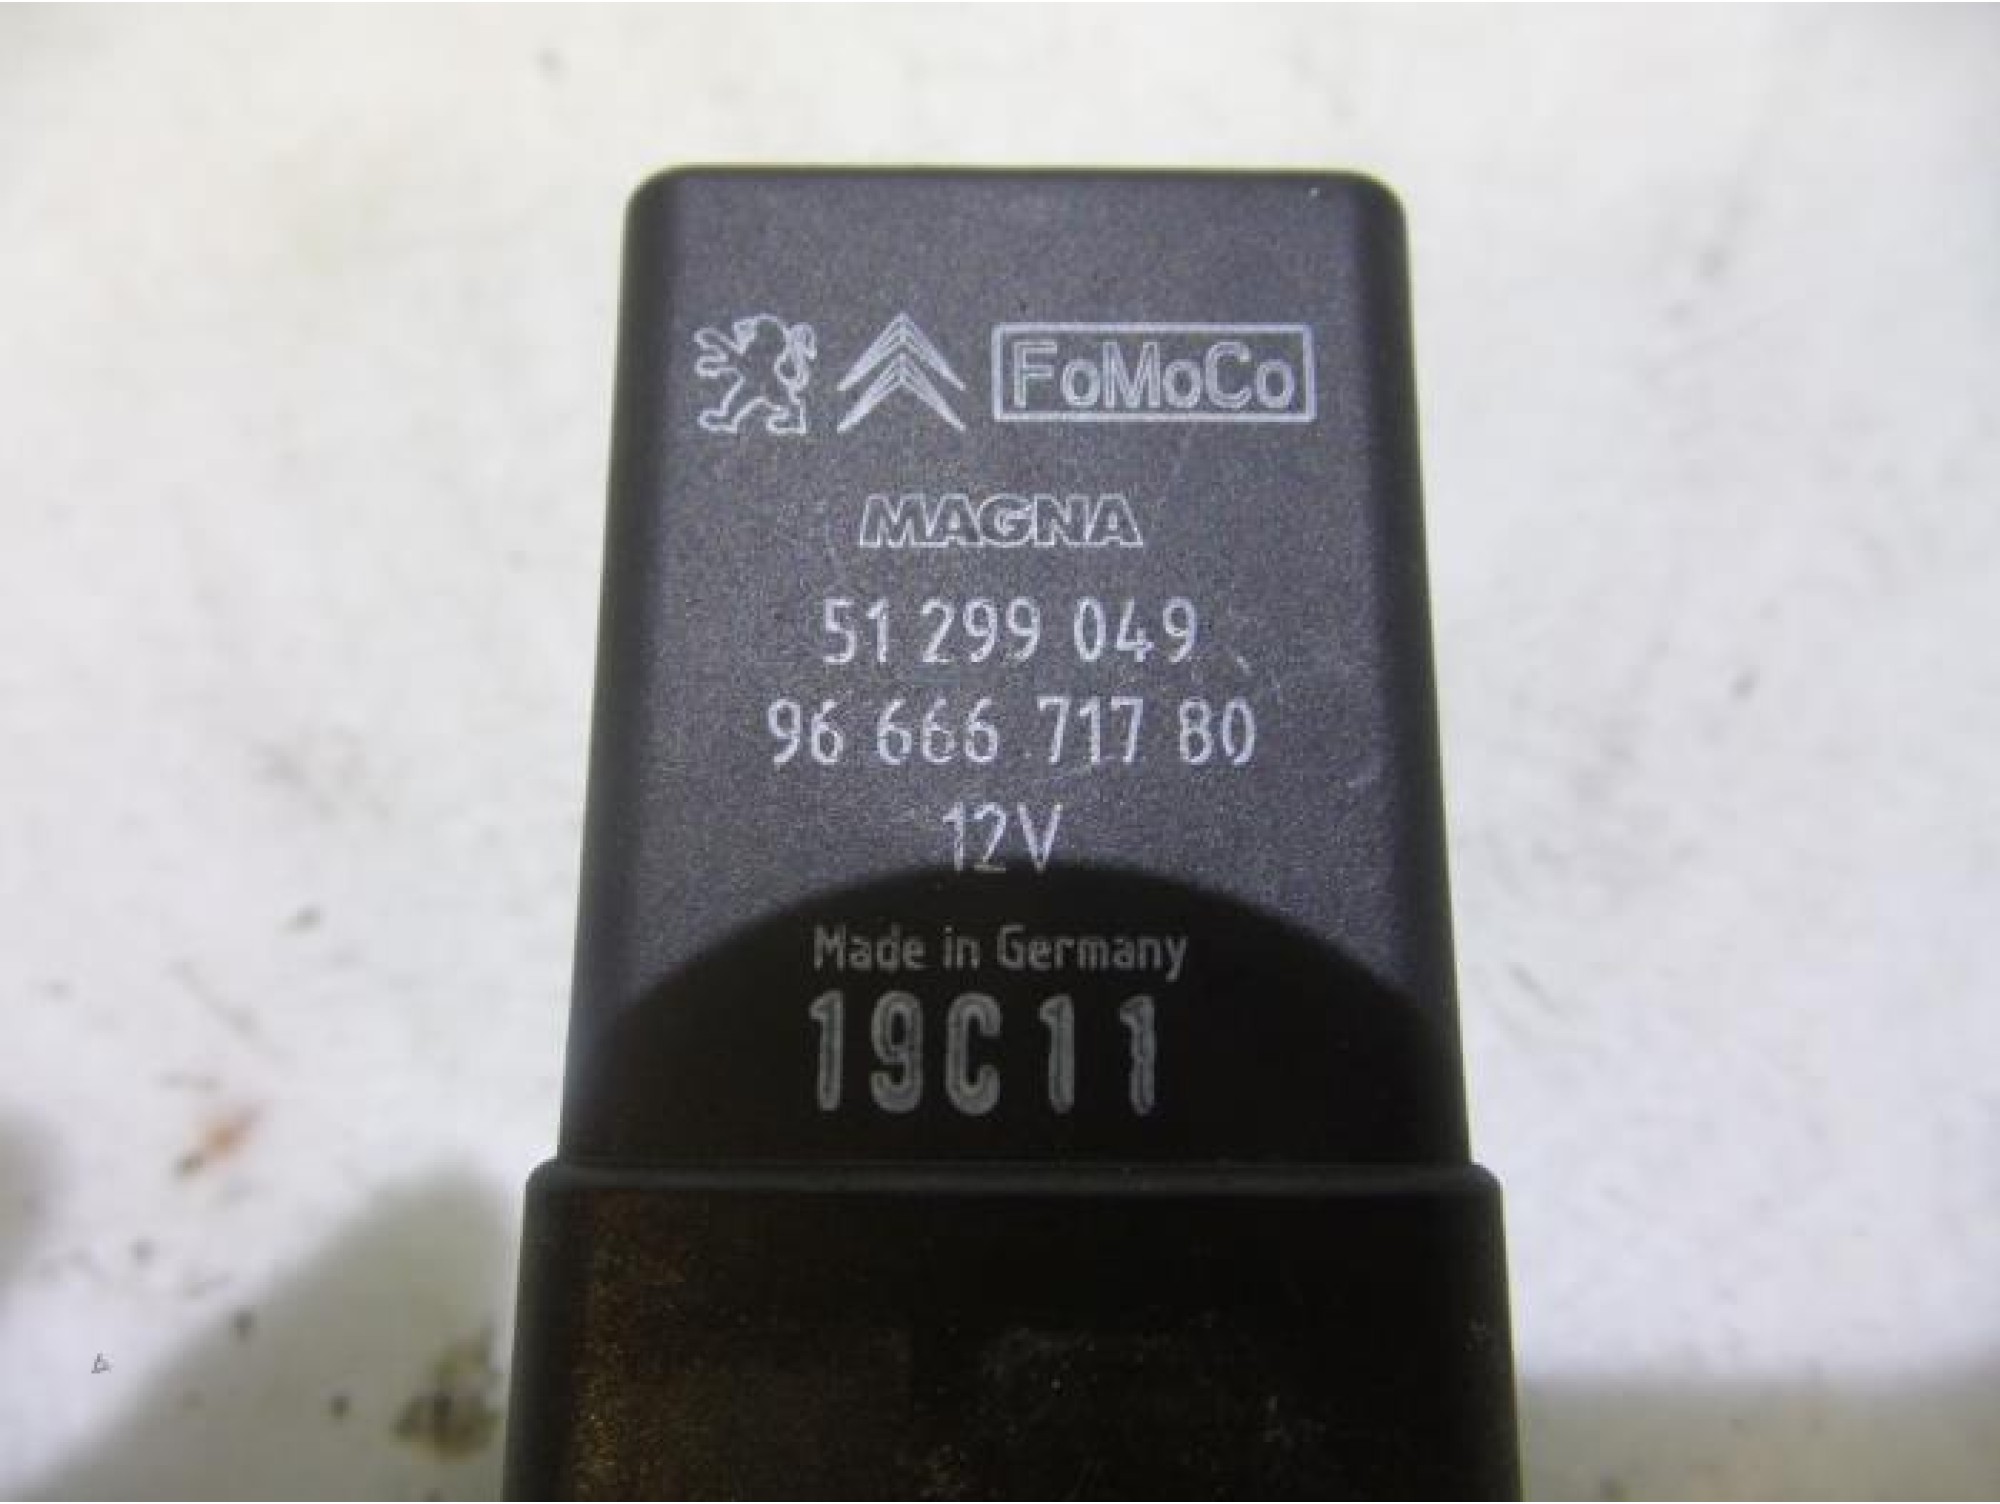 FoMoCo
MAGNA
51 299 049
96 666 717 80
12V
Made in Germany
19C11